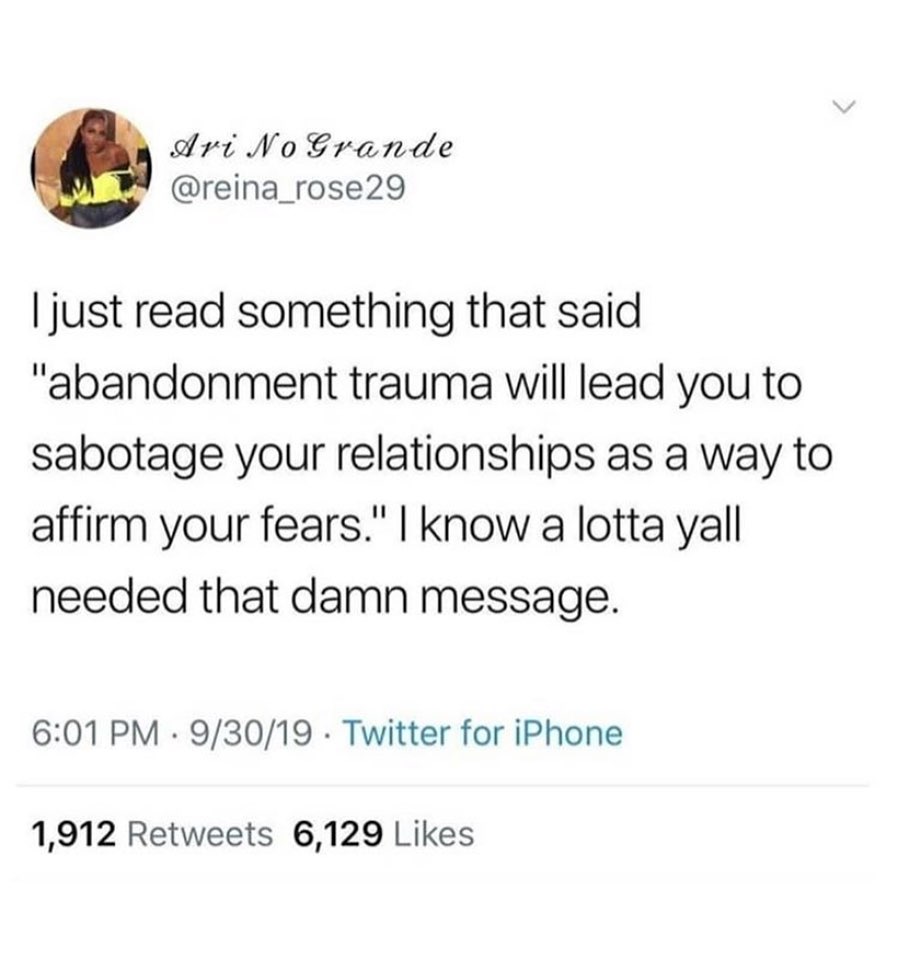 Ari No Grande
@reina_rose29
I just read something that said
"abandonment trauma will lead you to
sabotage your relationships as a way to
affirm your fears." I know a lotta yall
needed that damn message.
6:01 PM · 9/30/19 · Twitter for iPhone
1,912 Retweets 6,129 Likes